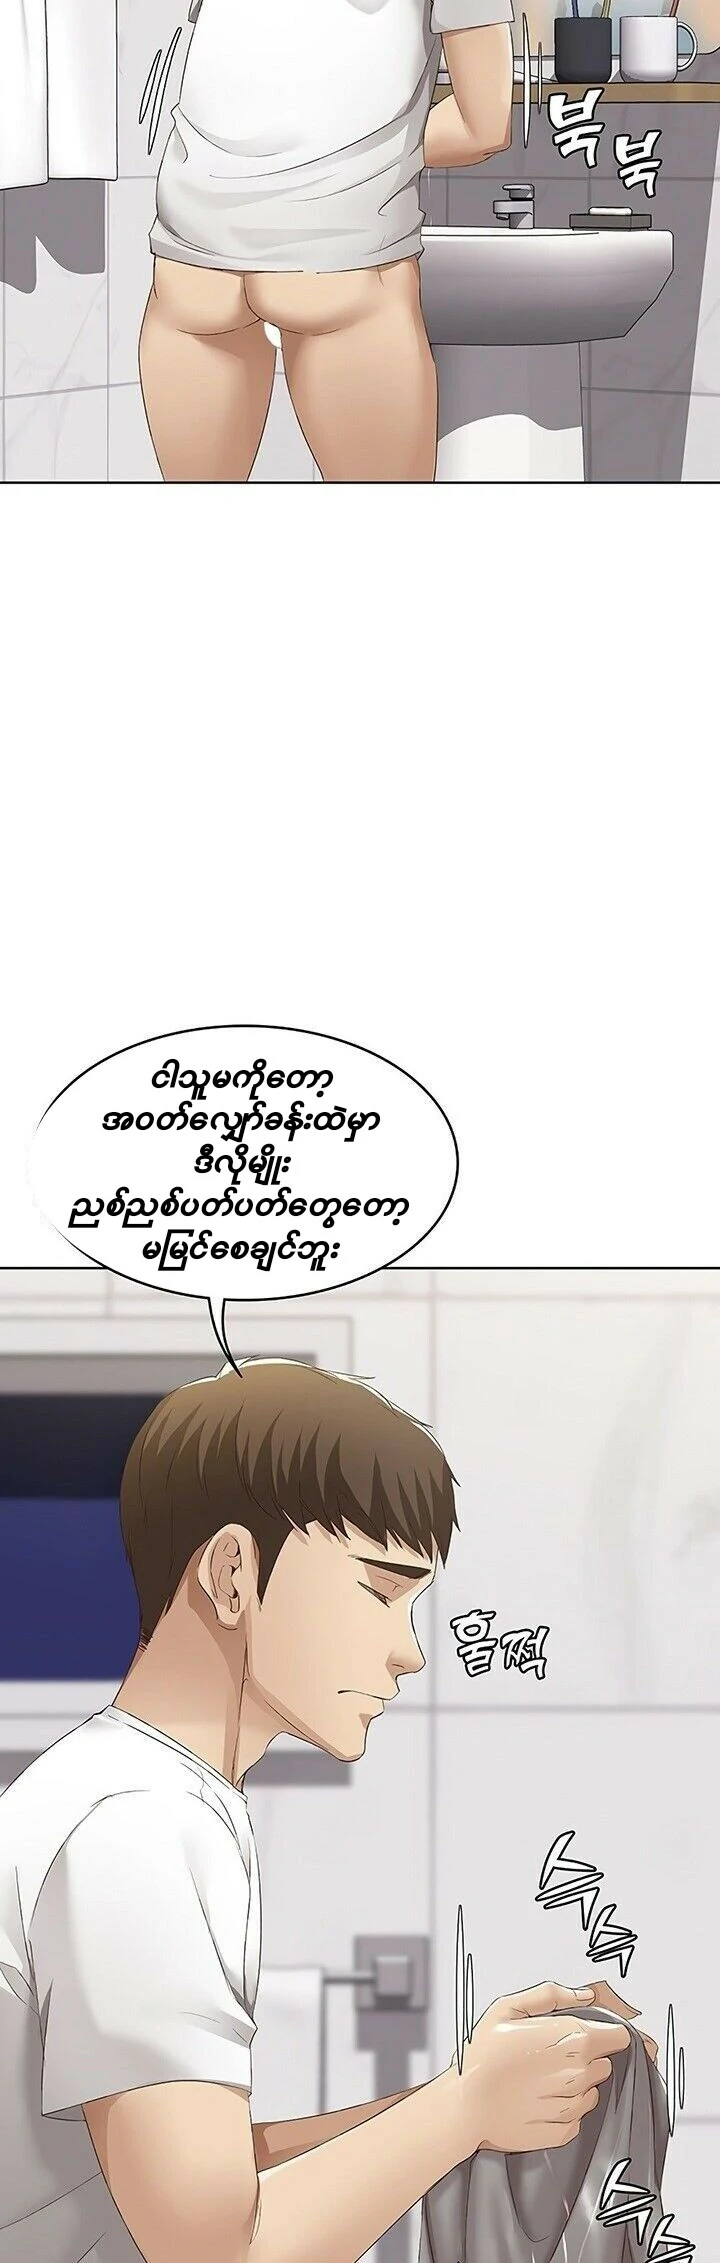 북
북
ငါသူမကိုတော့
အဝတ်လျှော်ခန်းထဲမှာ
ဒီလိုမျိုး
ညစ်ညစ်ပတ်ပတ်တွေတော့
မမြင်စေချင်ဘူး
훌쩍
슥슥
슥슥